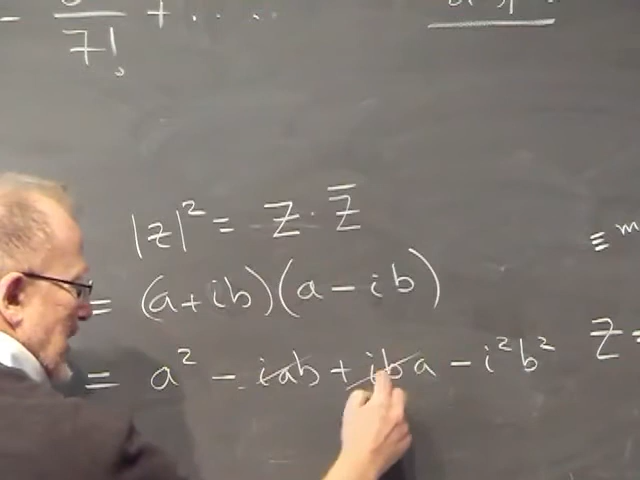 - /7! + ....
|z|² = z · z̅
≡ m
= (a+ib)(a-ib)
= a² - iab + iba - i²b² z =